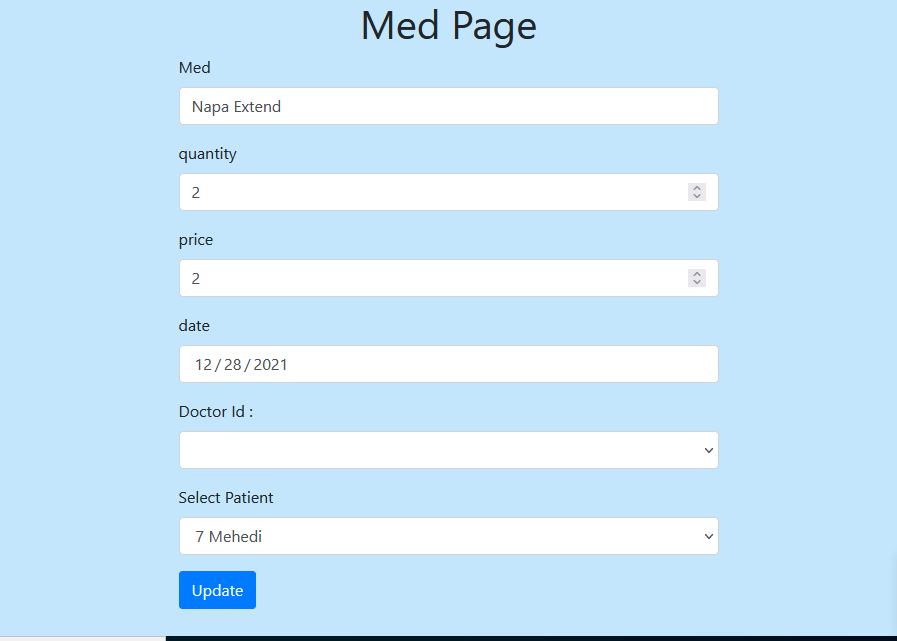 Med Page
Med
Napa Extend
quantity
2
price
2
date
12 / 28 / 2021
Doctor Id :
Select Patient
7 Mehedi
Update